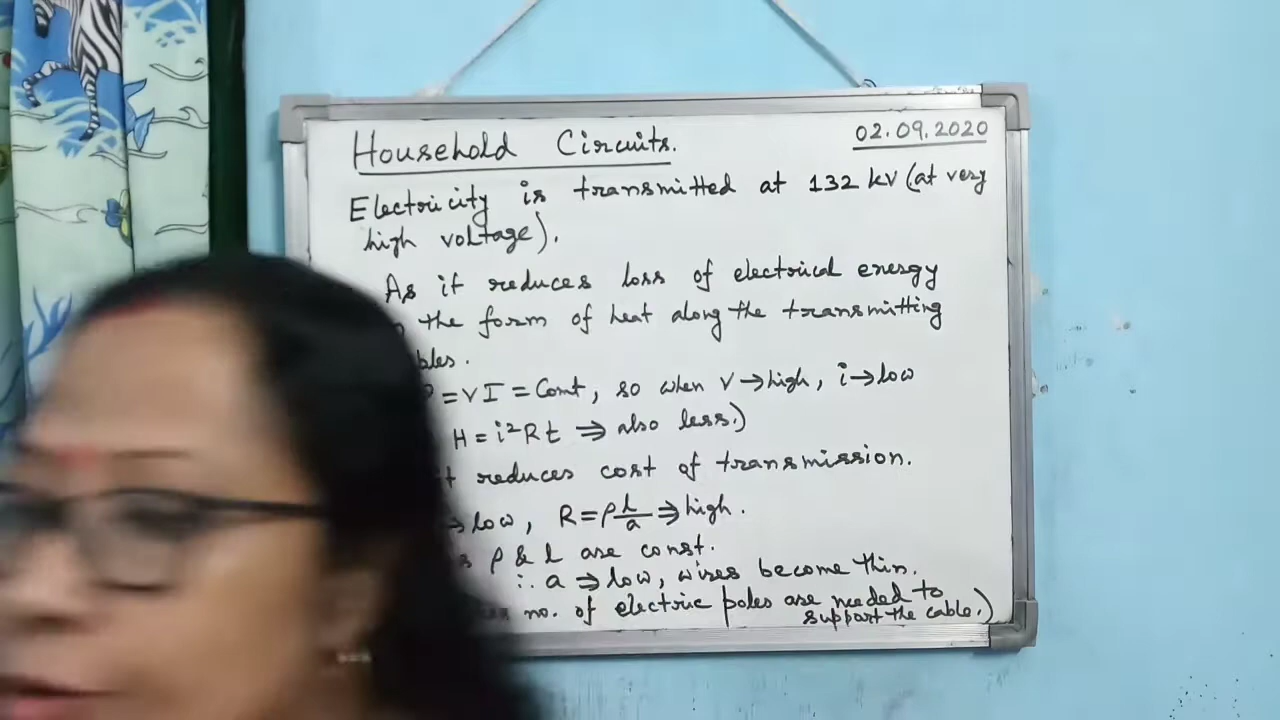 Household Circuits. 02.09.2020
Electricity is transmitted at 132 kV (at very
high voltage).
As it reduces loss of electrical energy
the form of heat along the transmitting
bles.
= VI = Const, so when V → high, i → low
H = i²Rt ⇒ also less.)
it reduces cost of transmission.
→ low, R = ρ l/a ⇒ high.
ρ & l are const.
∴ a ⇒ low, wires become thin.
no. of electric poles are needed to
support the cable.)